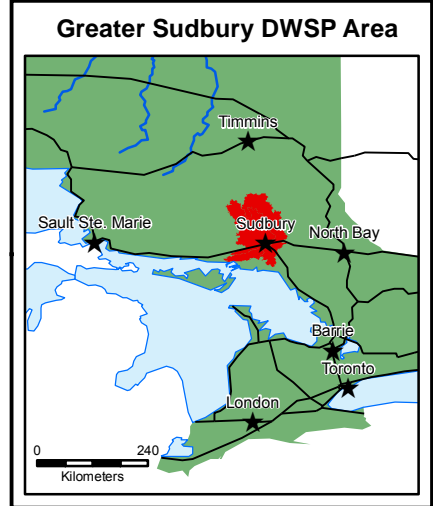 Greater Sudbury DWSP Area
Timmins
Sault Ste. Marie
Sudbury
North Bay
Barrie
Toronto
London
0 240
Kilometers